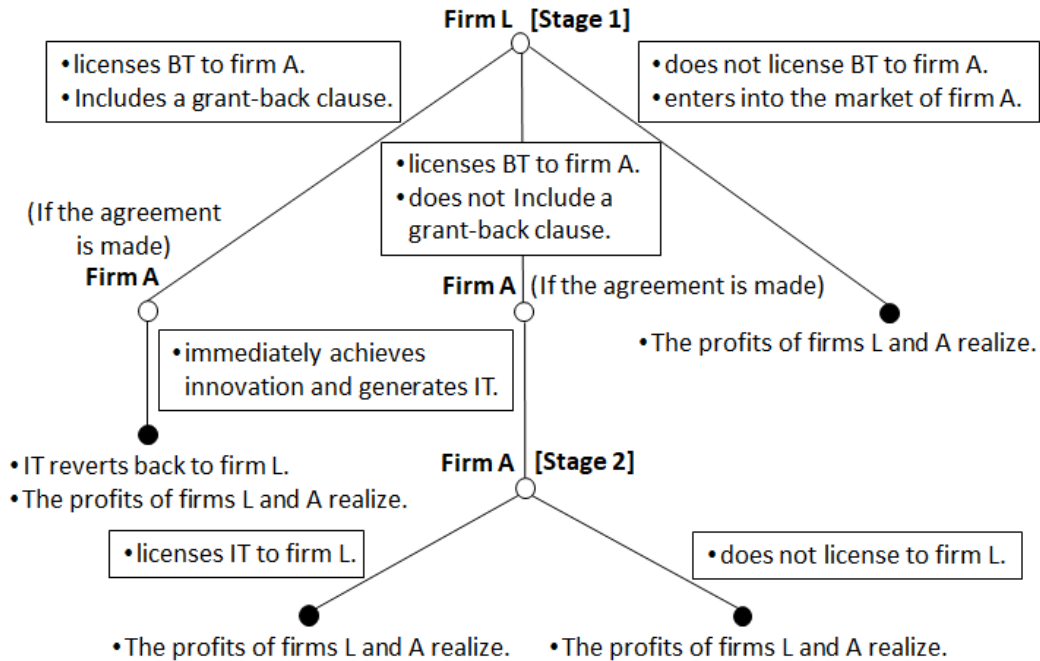 Firm L [Stage 1]
•licenses BT to firm A.
•Includes a grant-back clause.
•does not license BT to firm A.
•enters into the market of firm A.
•licenses BT to firm A.
•does not Include a
grant-back clause.
(If the agreement
is made)
Firm A
Firm A (If the agreement is made)
•The profits of firms L and A realize.
•immediately achieves
innovation and generates IT.
•IT reverts back to firm L.
•The profits of firms L and A realize.
Firm A [Stage 2]
•licenses IT to firm L.
•does not license to firm L.
•The profits of firms L and A realize.
•The profits of firms L and A realize.